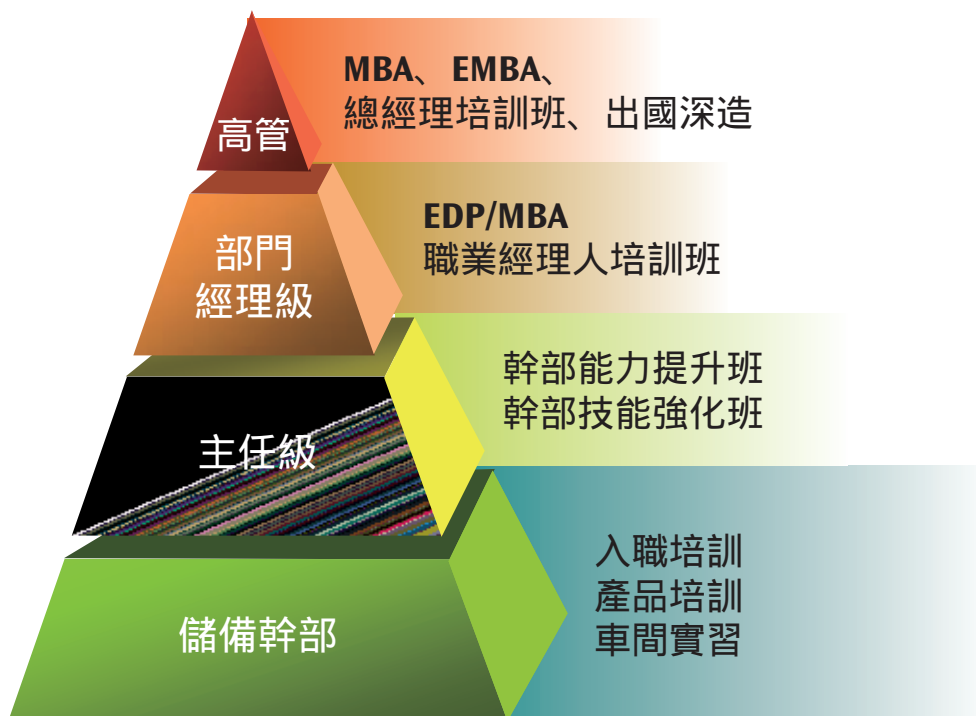 高管
MBA、EMBA、
總經理培訓班、出國深造
部門
經理級
EDP/MBA
職業經理人培訓班
主任級
幹部能力提升班
幹部技能強化班
儲備幹部
入職培訓
產品培訓
車間實習